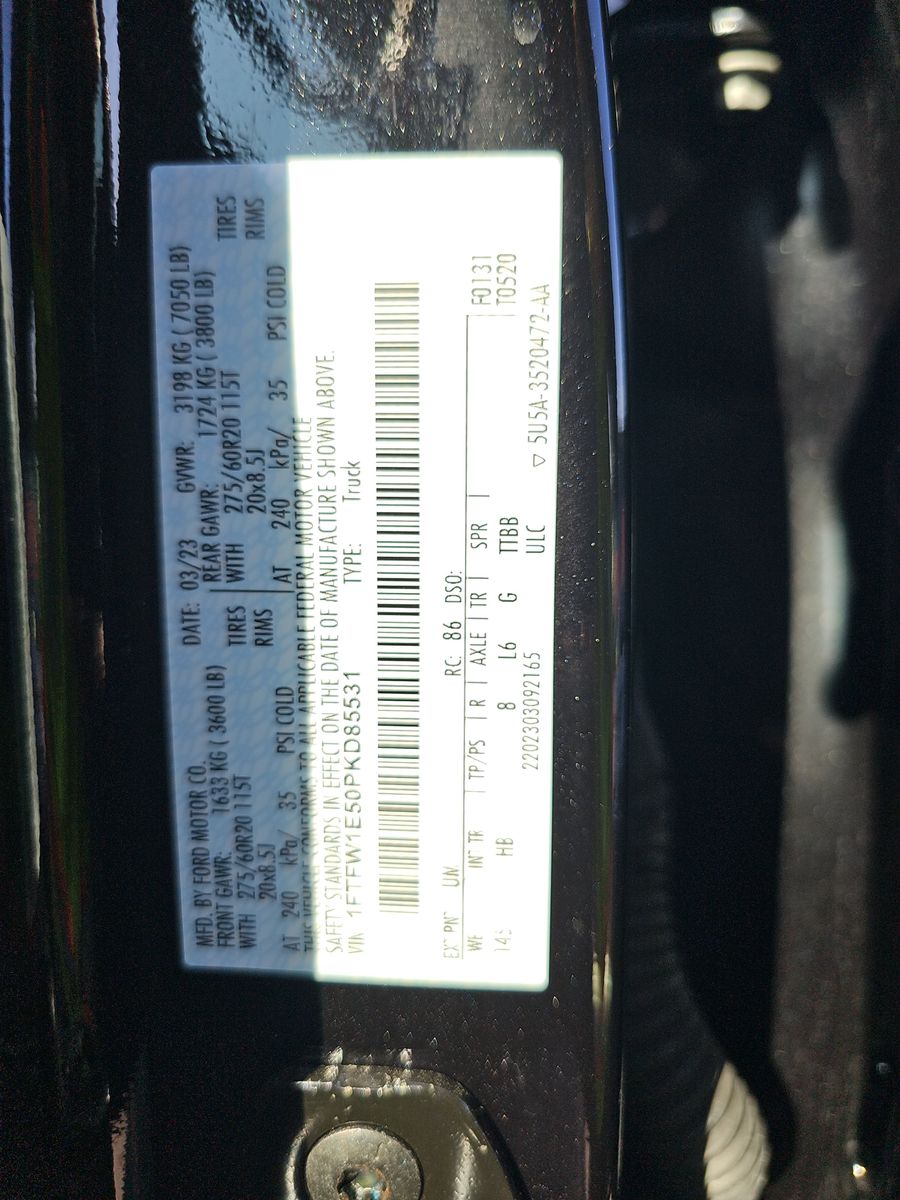 MFD. BY FORD MOTOR CO. DATE: 03/23 GVWR: 3198 KG ( 7050 LB)
FRONT GAWR: 1633 KG ( 3600 LB) REAR GAWR: 1724 KG ( 3800 LB)
WITH 275/60R20 115T TIRES WITH 275/60R20 115T TIRES
20x8.5J RIMS 20x8.5J RIMS
AT 240 kPa/ 35 PSI COLD AT 240 kPa/ 35 PSI COLD
THIS VEHICLE CONFORMS TO ALL APPLICABLE FEDERAL MOTOR VEHICLE
SAFETY STANDARDS IN EFFECT ON THE DATE OF MANUFACTURE SHOWN ABOVE.
VIN: 1FTFW1E50PKD85531 TYPE: Truck
EXT PNT UM RC: 86 DSO:
WB INT TR TP/PS R AXLE TR SPR F0131
HB 8 L6 G TTBB T0520
2202303092165 ULC
▽ 5U5A-3520472-AA